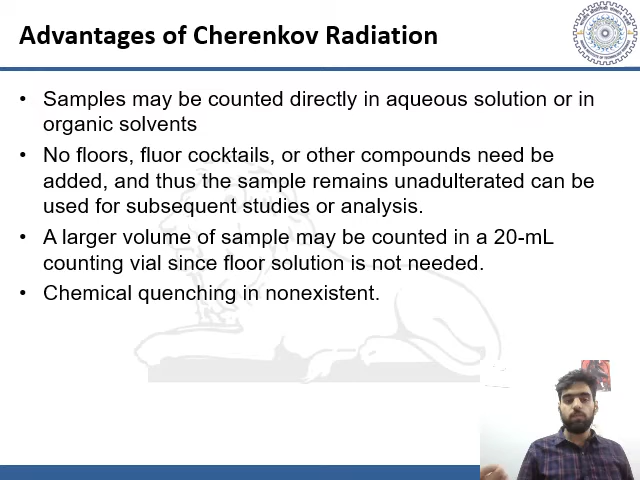 Advantages of Cherenkov Radiation
• Samples may be counted directly in aqueous solution or in
organic solvents
• No floors, fluor cocktails, or other compounds need be
added, and thus the sample remains unadulterated can be
used for subsequent studies or analysis.
• A larger volume of sample may be counted in a 20-mL
counting vial since floor solution is not needed.
• Chemical quenching in nonexistent.